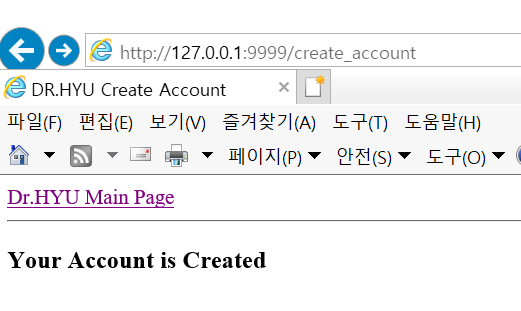 http://127.0.0.1:9999/create_account
DR.HYU Create Account
파일(F) 편집(E) 보기(V) 즐겨찾기(A) 도구(T) 도움말(H)
페이지(P) 안전(S) 도구(O)
Dr.HYU Main Page
Your Account is Created